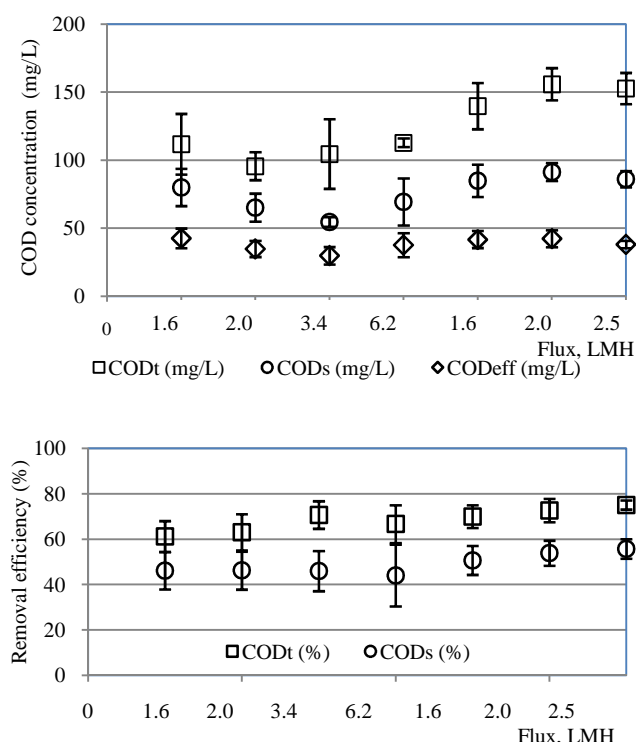 200
150
100
50
0
COD concentration (mg/L)
0 1.6 2.0 3.4 6.2 1.6 2.0 2.5
Flux, LMH
CODt (mg/L) CODs (mg/L) CODeff (mg/L)
100
80
60
40
20
0
Removal efficiency (%)
CODt (%) CODs (%)
0 1.6 2.0 3.4 6.2 1.6 2.0 2.5
Flux, LMH